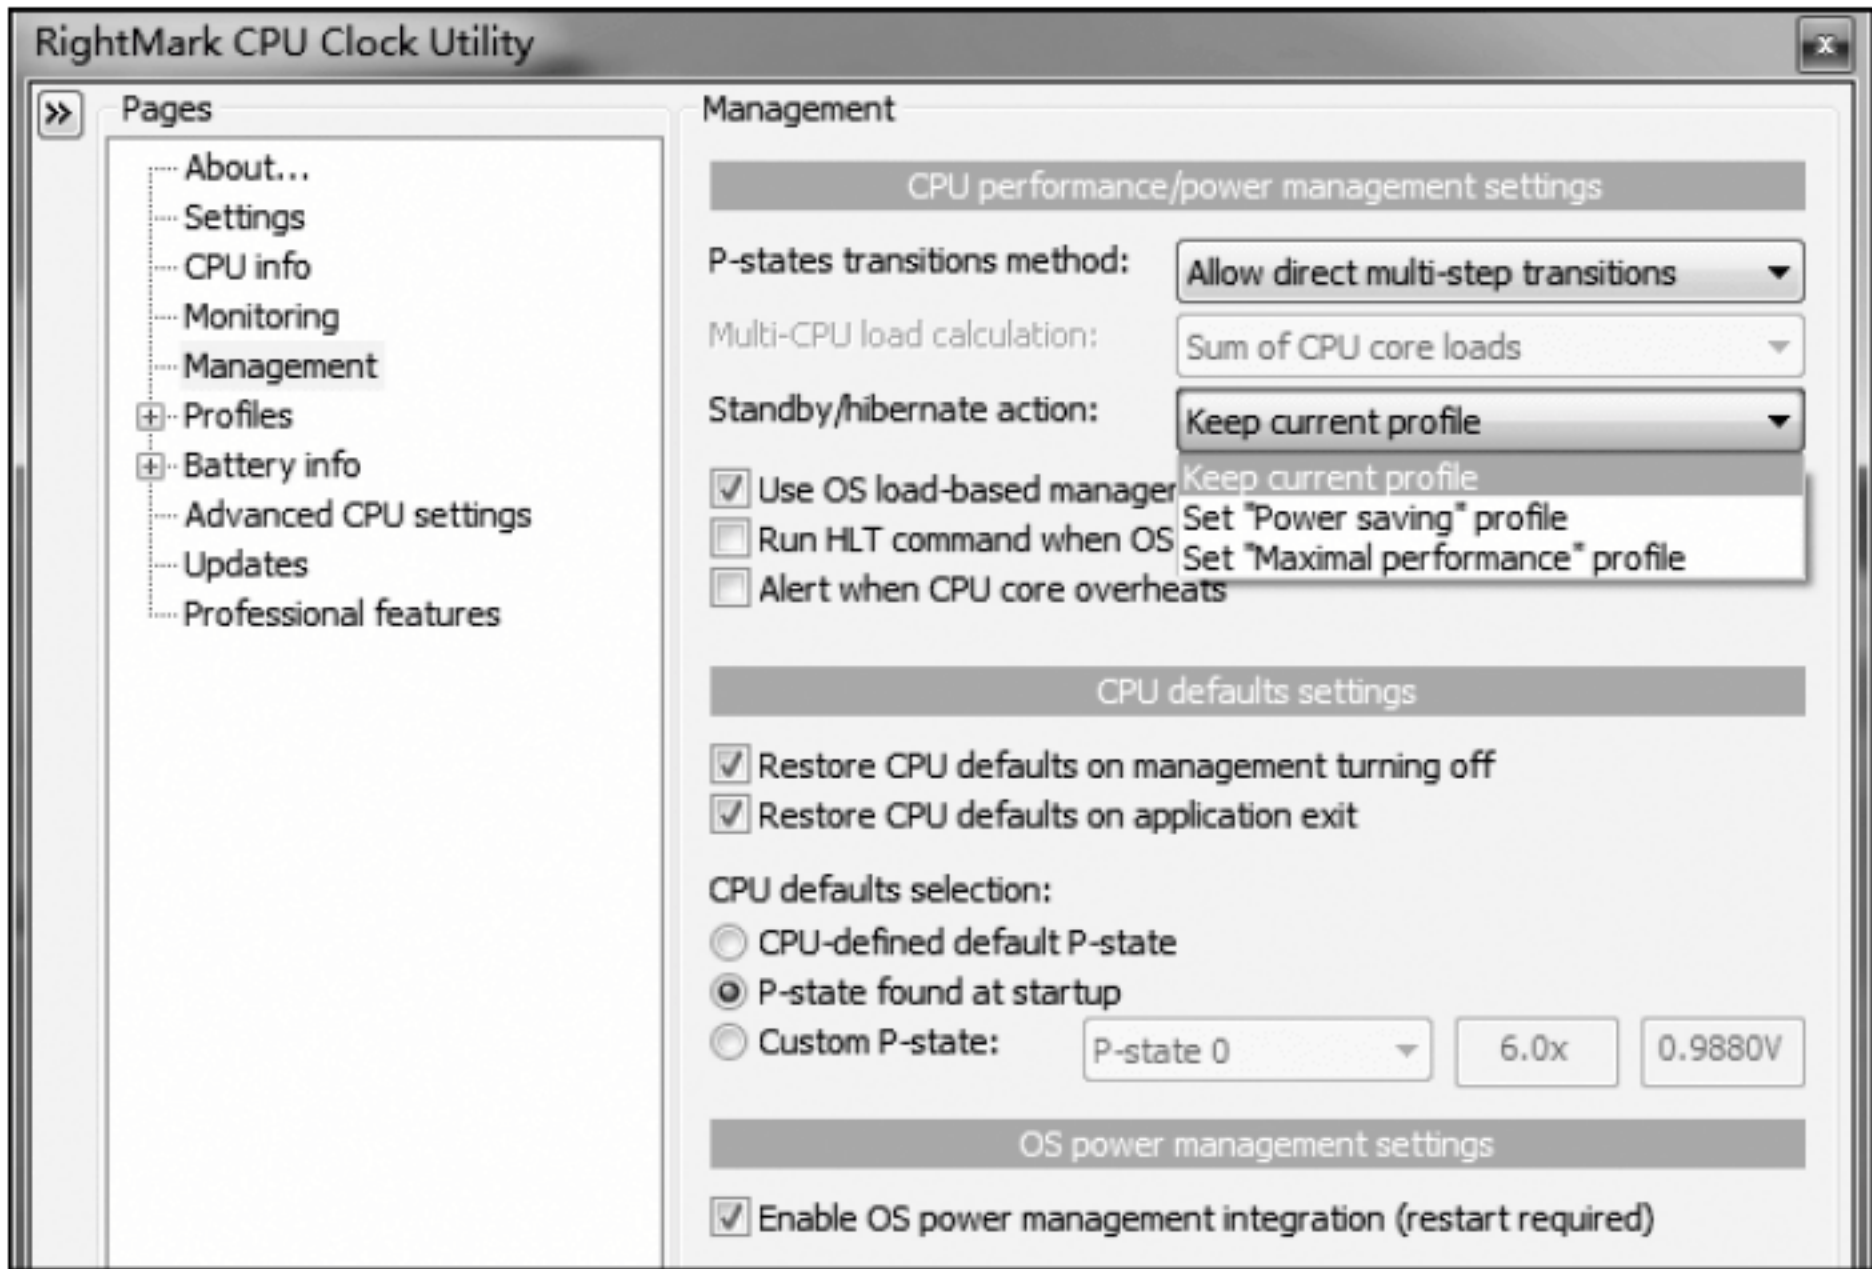 RightMark CPU Clock Utility
x
»
Pages
About...
Settings
CPU info
Monitoring
Management
Profiles
Battery info
Advanced CPU settings
Updates
Professional features
Management
CPU performance/power management settings
P-states transitions method: Allow direct multi-step transitions
Multi-CPU load calculation: Sum of CPU core loads
Standby/hibernate action: Keep current profile
Keep current profile
Set "Power saving" profile
Set "Maximal performance" profile
Use OS load-based manager
Run HLT command when OS
Alert when CPU core overheats
CPU defaults settings
Restore CPU defaults on management turning off
Restore CPU defaults on application exit
CPU defaults selection:
CPU-defined default P-state
P-state found at startup
Custom P-state: P-state 0 6.0x 0.9880V
OS power management settings
Enable OS power management integration (restart required)